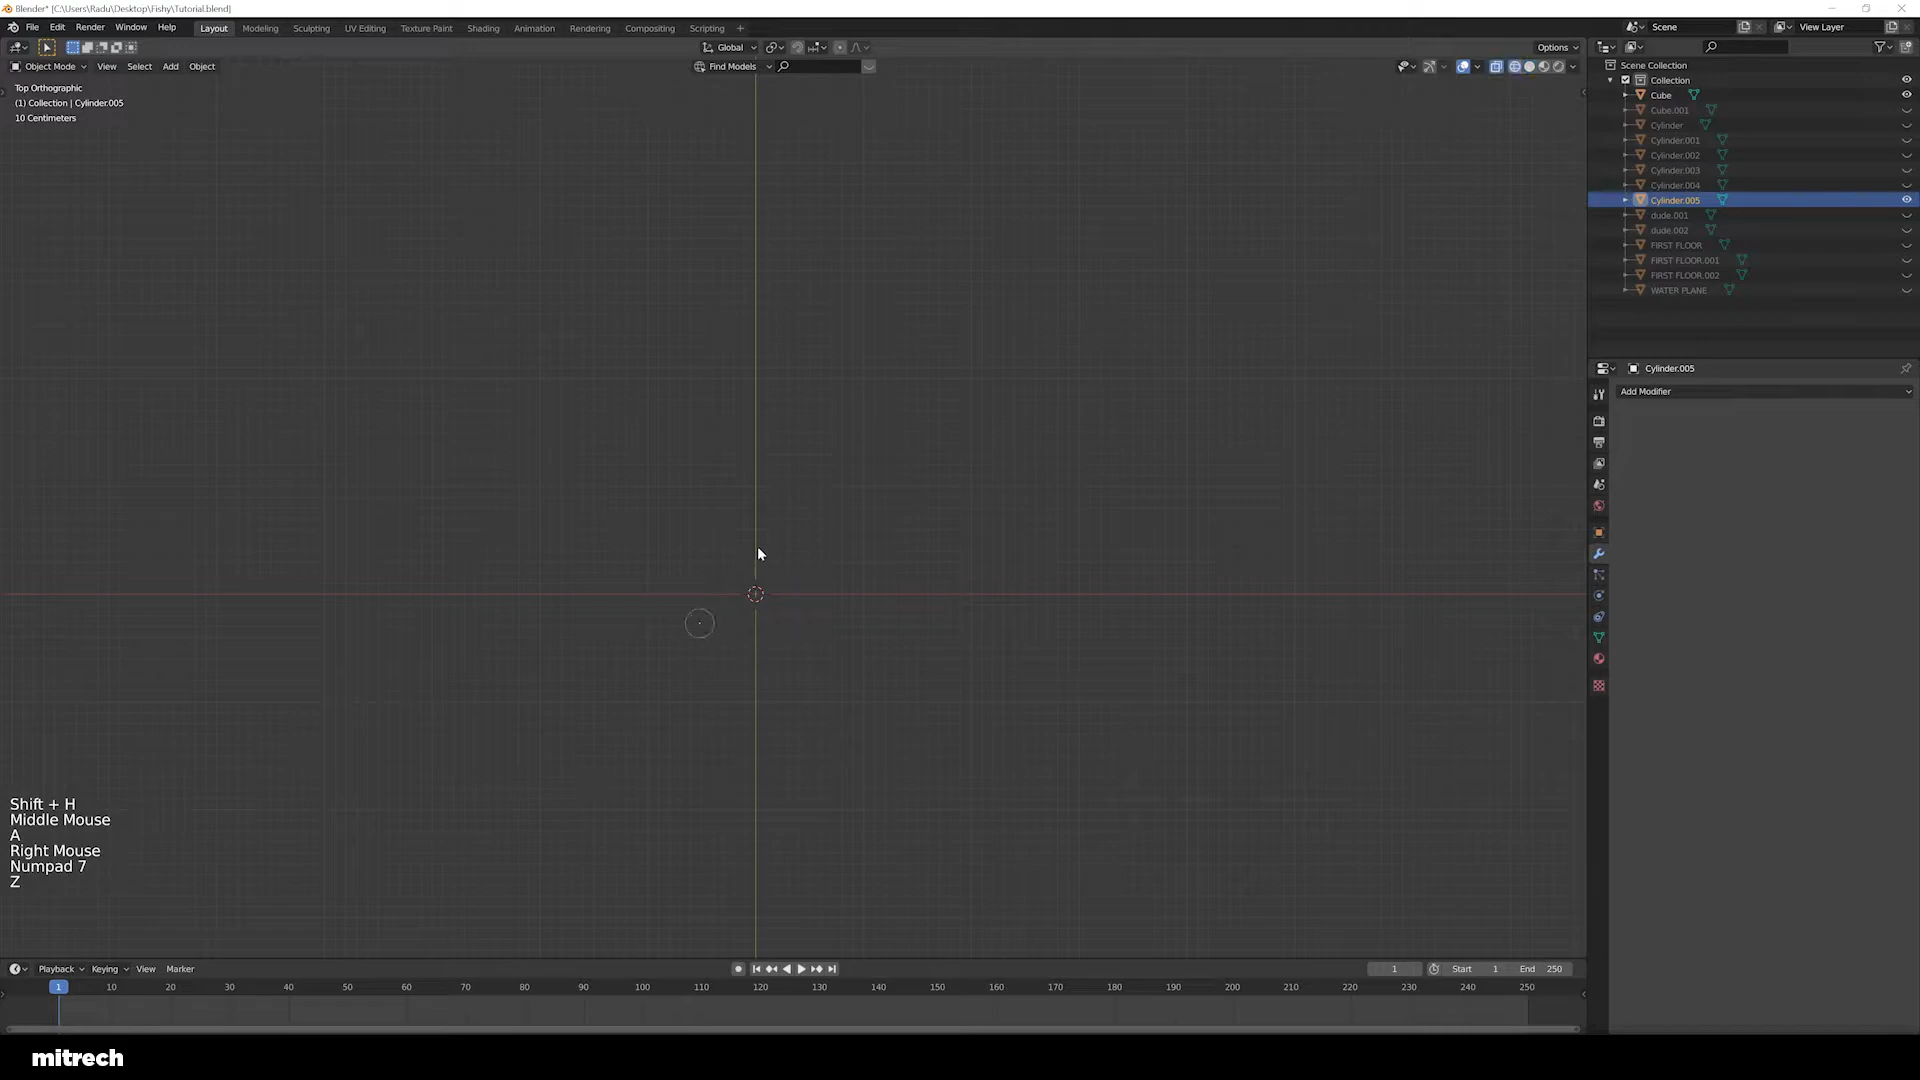 Blender* [C:\Users\Radu\Desktop\Fishy\Tutorial.blend]
File Edit Render Window Help Layout Modeling Sculpting UV Editing Texture Paint Shading Animation Rendering Compositing Scripting + Scene View Layer
Global Options
Object Mode View Select Add Object Find Models
Top Orthographic
(1) Collection | Cylinder.005
10 Centimeters
Scene Collection
Collection
Cube
Cube.001
Cylinder
Cylinder.001
Cylinder.002
Cylinder.003
Cylinder.004
Cylinder.005
dude.001
dude.002
FIRST FLOOR
FIRST FLOOR.001
FIRST FLOOR.002
WATER PLANE
Cylinder.005
Add Modifier
Shift + H
Middle Mouse
A
Right Mouse
Numpad 7
Z
Playback Keying View Marker 1 Start 1 End 250
1 10 20 30 40 50 60 70 80 90 100 110 120 130 140 150 160 170 180 190 200 210 220 230 240 250
mitrech